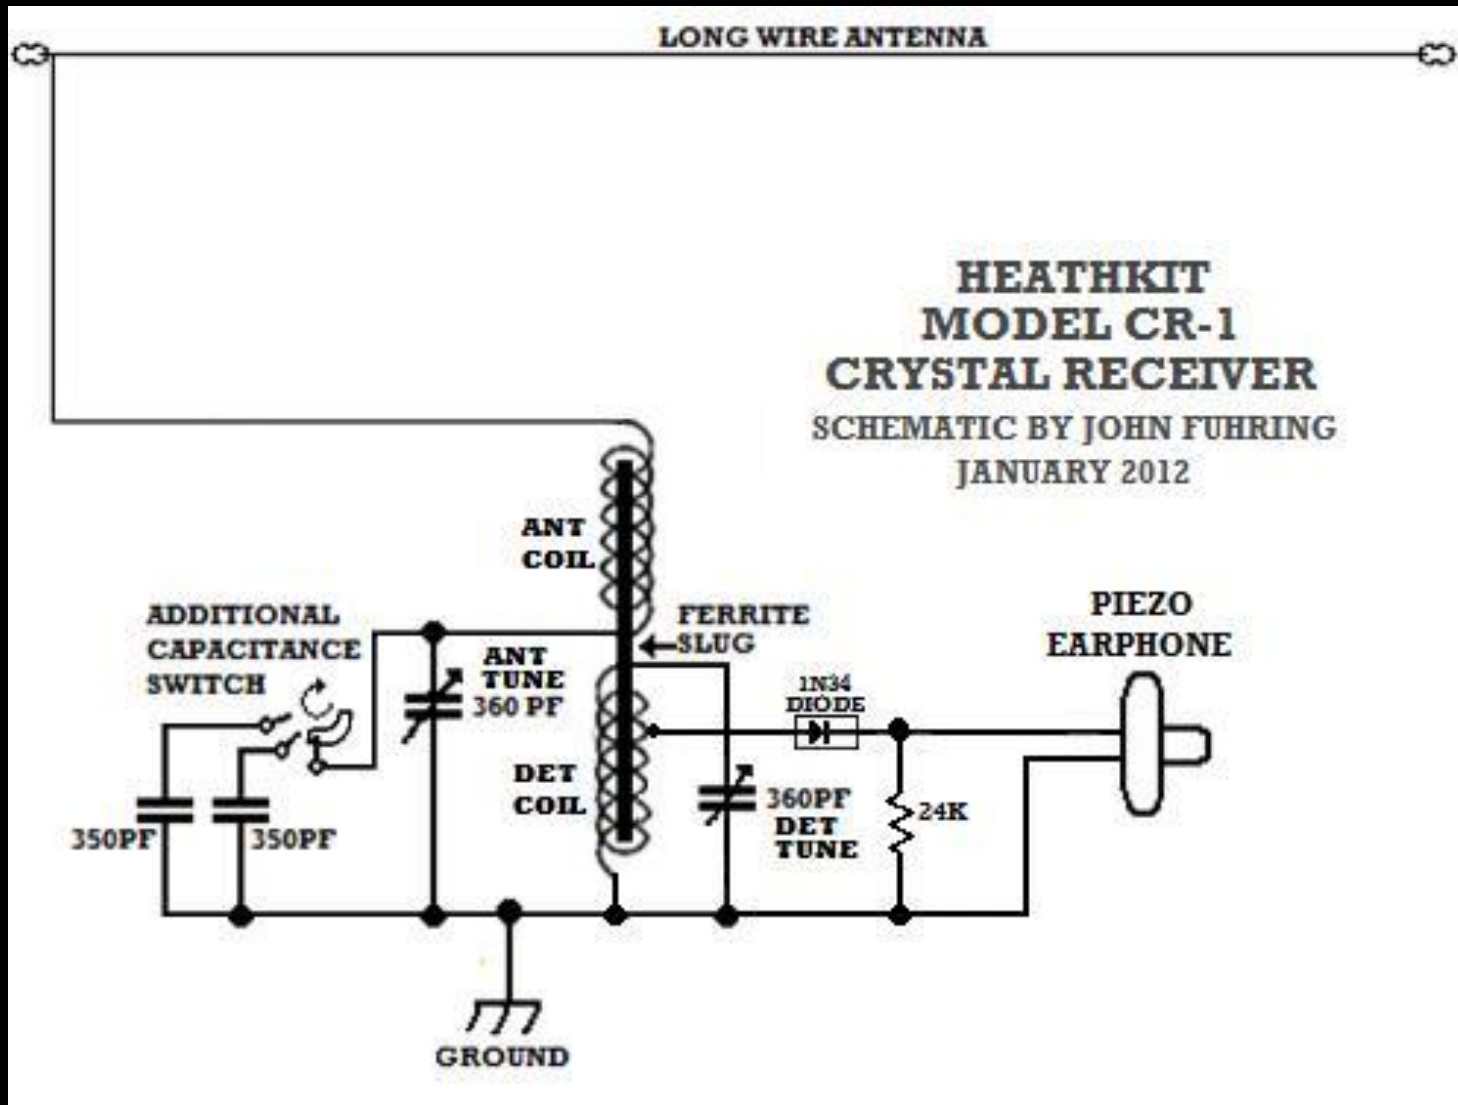 LONG WIRE ANTENNA
HEATHKIT
MODEL CR-1
CRYSTAL RECEIVER
SCHEMATIC BY JOHN FUHRING
JANUARY 2012
ANT
COIL
ADDITIONAL
CAPACITANCE
SWITCH
ANT
TUNE
360 PF
FERRITE
SLUG
PIEZO
EARPHONE
1N34
DIODE
DET
COIL
360PF
DET
TUNE
24K
350PF
350PF
GROUND